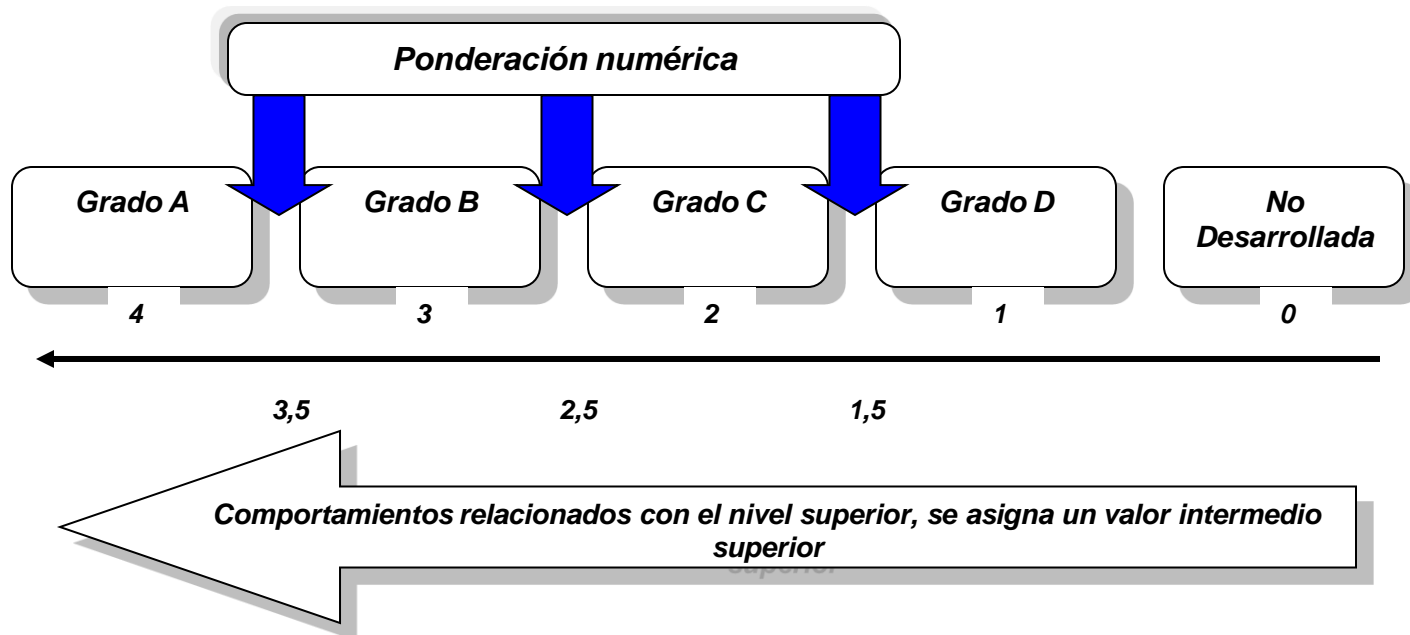 Ponderación numérica
Grado A
Grado B
Grado C
Grado D
No
Desarrollada
4
3
2
1
0
3,5
2,5
1,5
Comportamientos relacionados con el nivel superior, se asigna un valor intermedio
superior